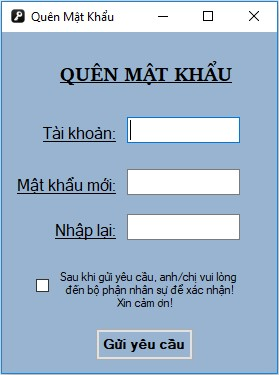 Quên Mật Khẩu
QUÊN MẬT KHẨU
Tài khoản:
Mật khẩu mới:
Nhập lại:
Sau khi gửi yêu cầu, anh/chị vui lòng
đến bộ phận nhân sự để xác nhận!
Xin cảm ơn!
Gửi yêu cầu